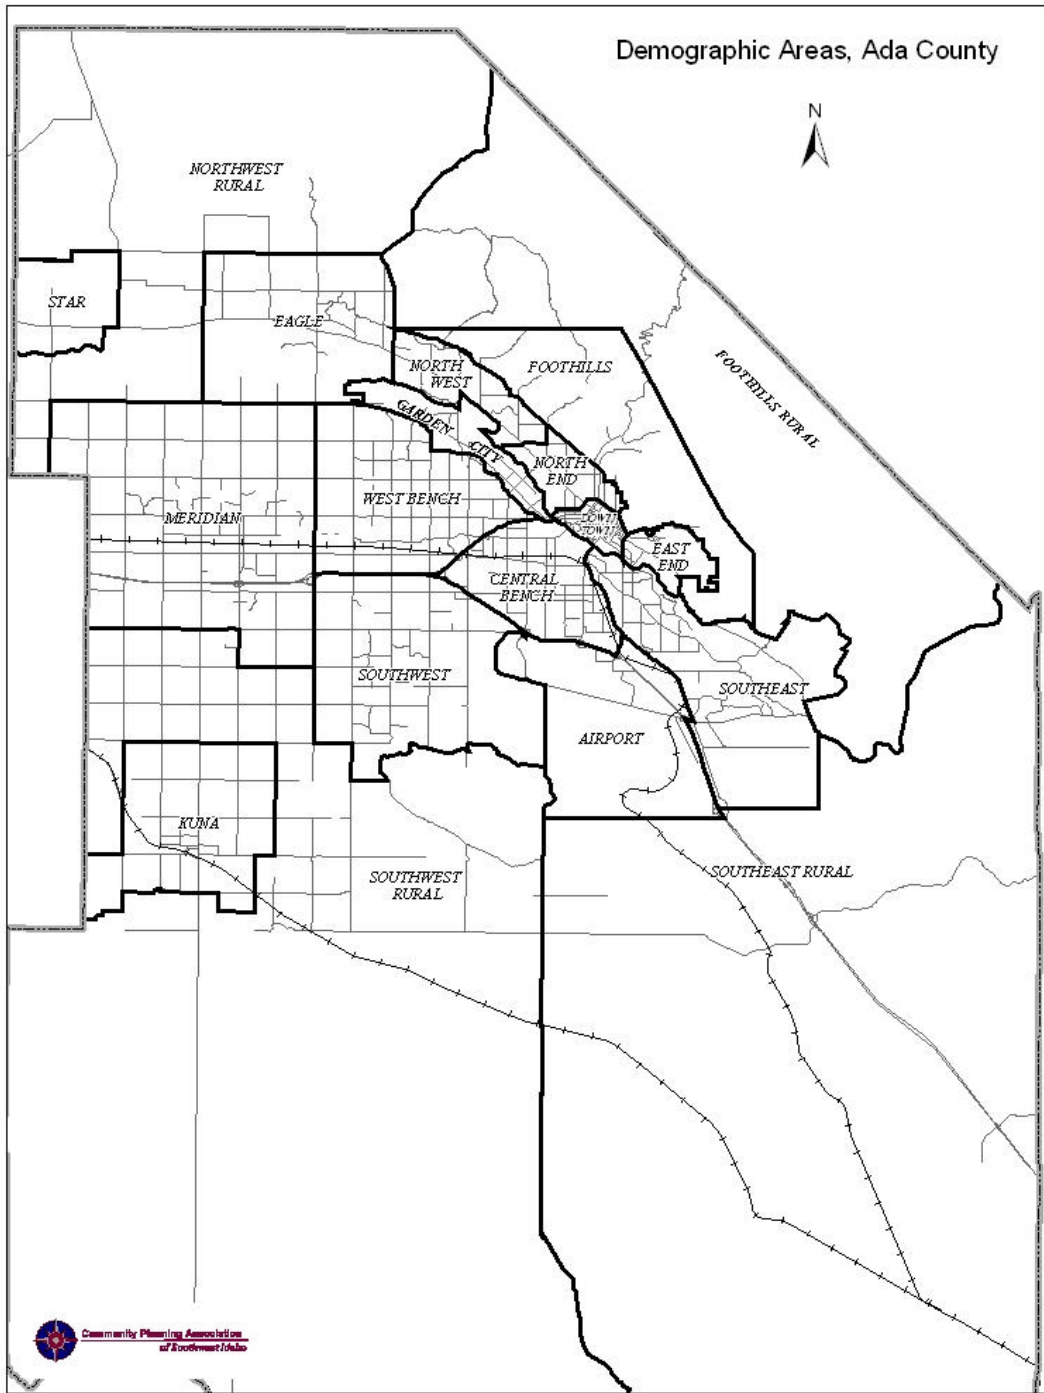 Demographic Areas, Ada County
N
NORTHWEST
RURAL
STAR
EAGLE
NORTH
WEST
FOOTHILLS
FOOTHILLS RURAL
GARDEN
CITY
NORTH
END
WEST BENCH
MERIDIAN
DOWN
TOWN
EAST
END
CENTRAL
BENCH
SOUTHWEST
SOUTHEAST
AIRPORT
KUNA
SOUTHWEST
RURAL
SOUTHEAST RURAL
Community Planning Association
of Southwest Idaho